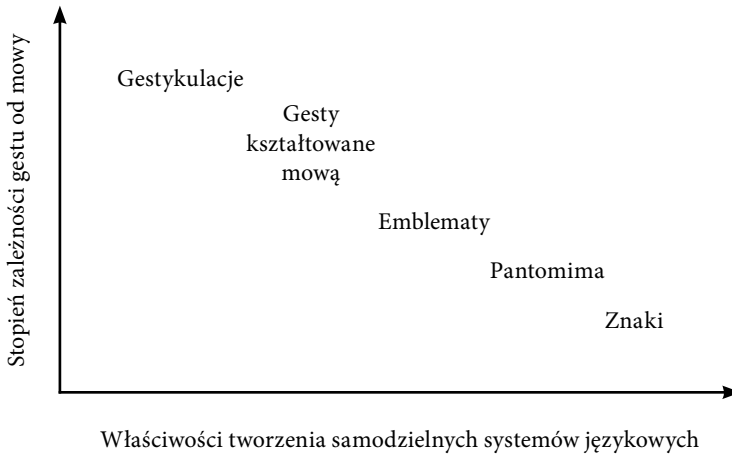 Stopień zależności gestu od mowy
Gestykulacje
Gesty
kształtowane
mową
Emblematy
Pantomima
Znaki
Właściwości tworzenia samodzielnych systemów językowych